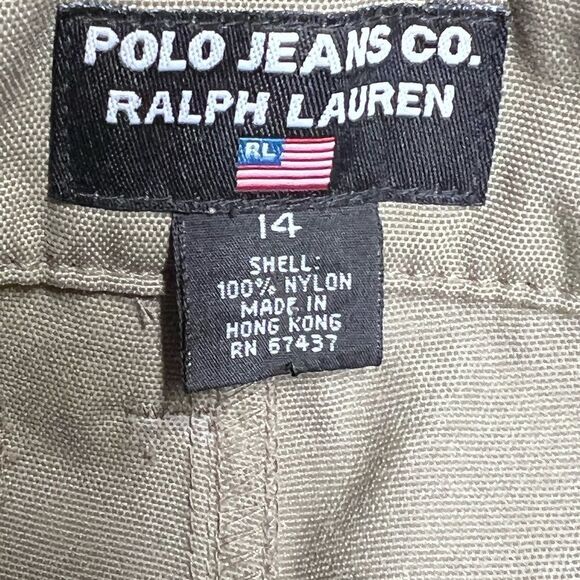 POLO JEANS CO.
RALPH LAUREN
RL
14
SHELL:
100% NYLON
MADE IN
HONG KONG
RN 67437